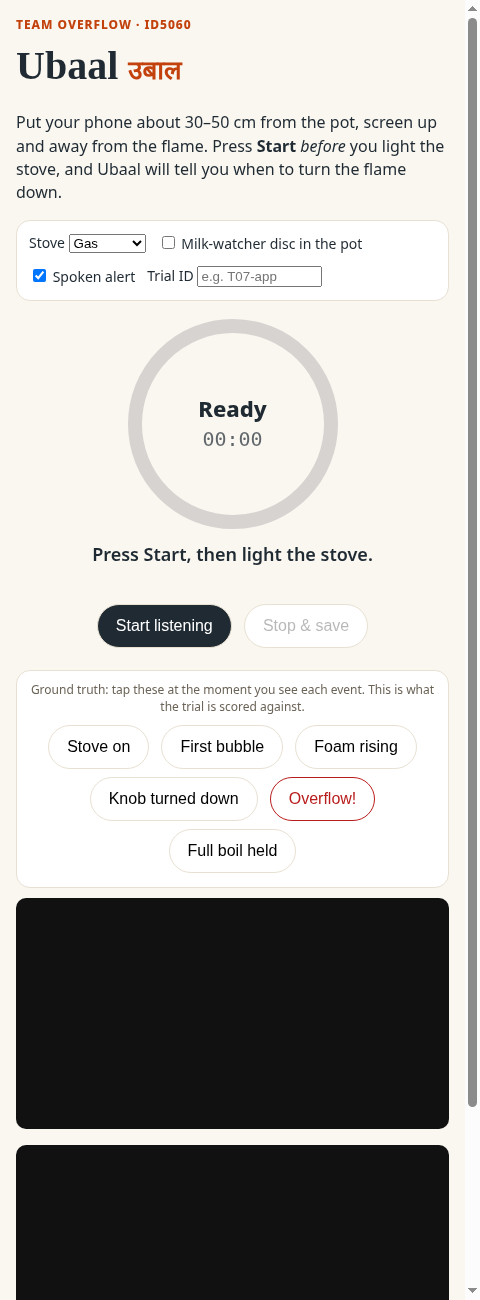 TEAM OVERFLOW · ID5060
Ubaal उबाल
Put your phone about 30–50 cm from the pot, screen up
and away from the flame. Press Start before you light the
stove, and Ubaal will tell you when to turn the flame
down.
Stove Gas Milk-watcher disc in the pot
Spoken alert Trial ID e.g. T07-app
Ready
00:00
Press Start, then light the stove.
Start listening Stop & save
Ground truth: tap these at the moment you see each event. This is what
the trial is scored against.
Stove on First bubble Foam rising
Knob turned down Overflow!
Full boil held